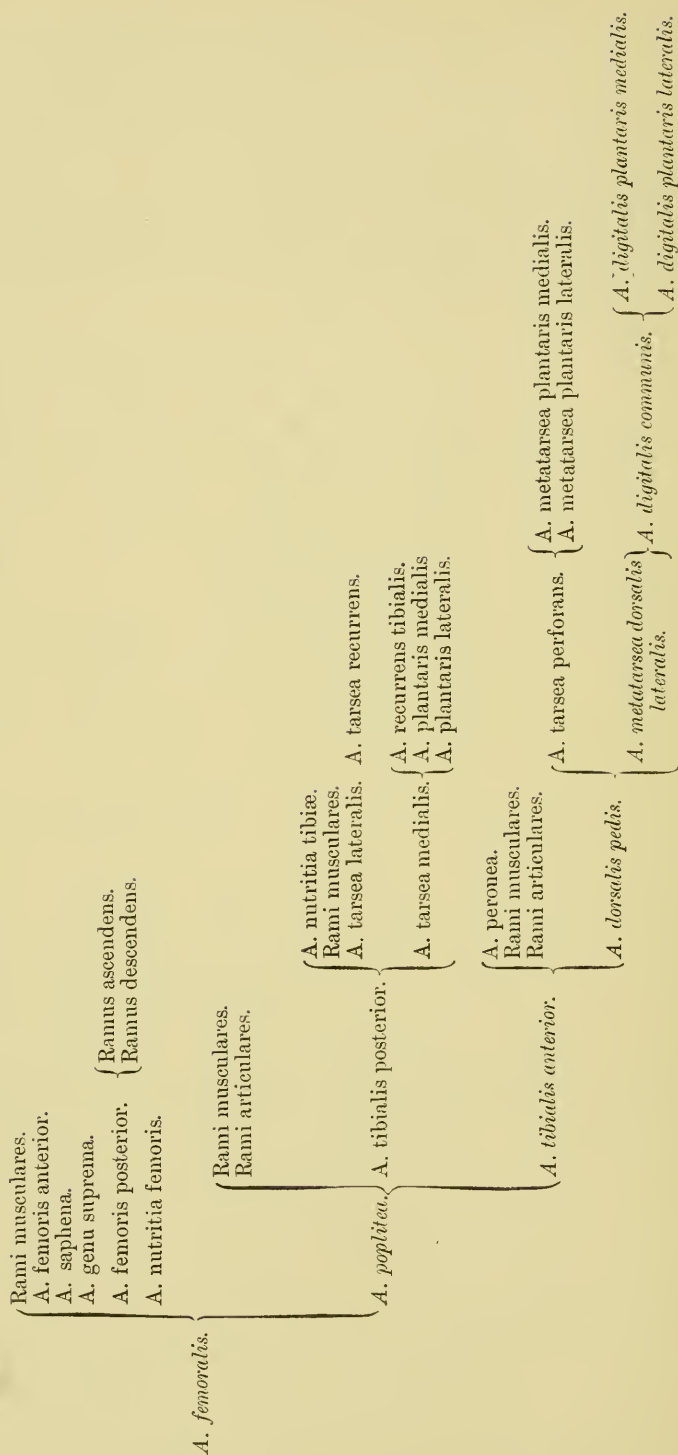 A. femoralis.
Rami musculares.
A. femoris anterior.
A. saphena.
A. genu suprema.
A. femoris posterior.
Ramus ascendens.
Ramus descendens.
A. nutritia femoris.
A. poplitea.
Rami musculares.
Rami articulares.
A. tibialis posterior.
A. nutritia tibiæ.
Rami musculares.
A. tarsea lateralis. A. tarsea recurrens.
A. tarsea medialis.
A. recurrens tibialis.
A. plantaris medialis
A. plantaris lateralis.
A. tibialis anterior.
A. peronea.
Rami musculares.
Rami articulares.
A. dorsalis pedis.
A. tarsea perforans.
A. metatarsea plantaris medialis.
A. metatarsea plantaris lateralis.
A. metatarsea dorsalis
lateralis.
A. digitalis communis.
A. digitalis plantaris medialis.
A. digitalis plantaris lateralis.